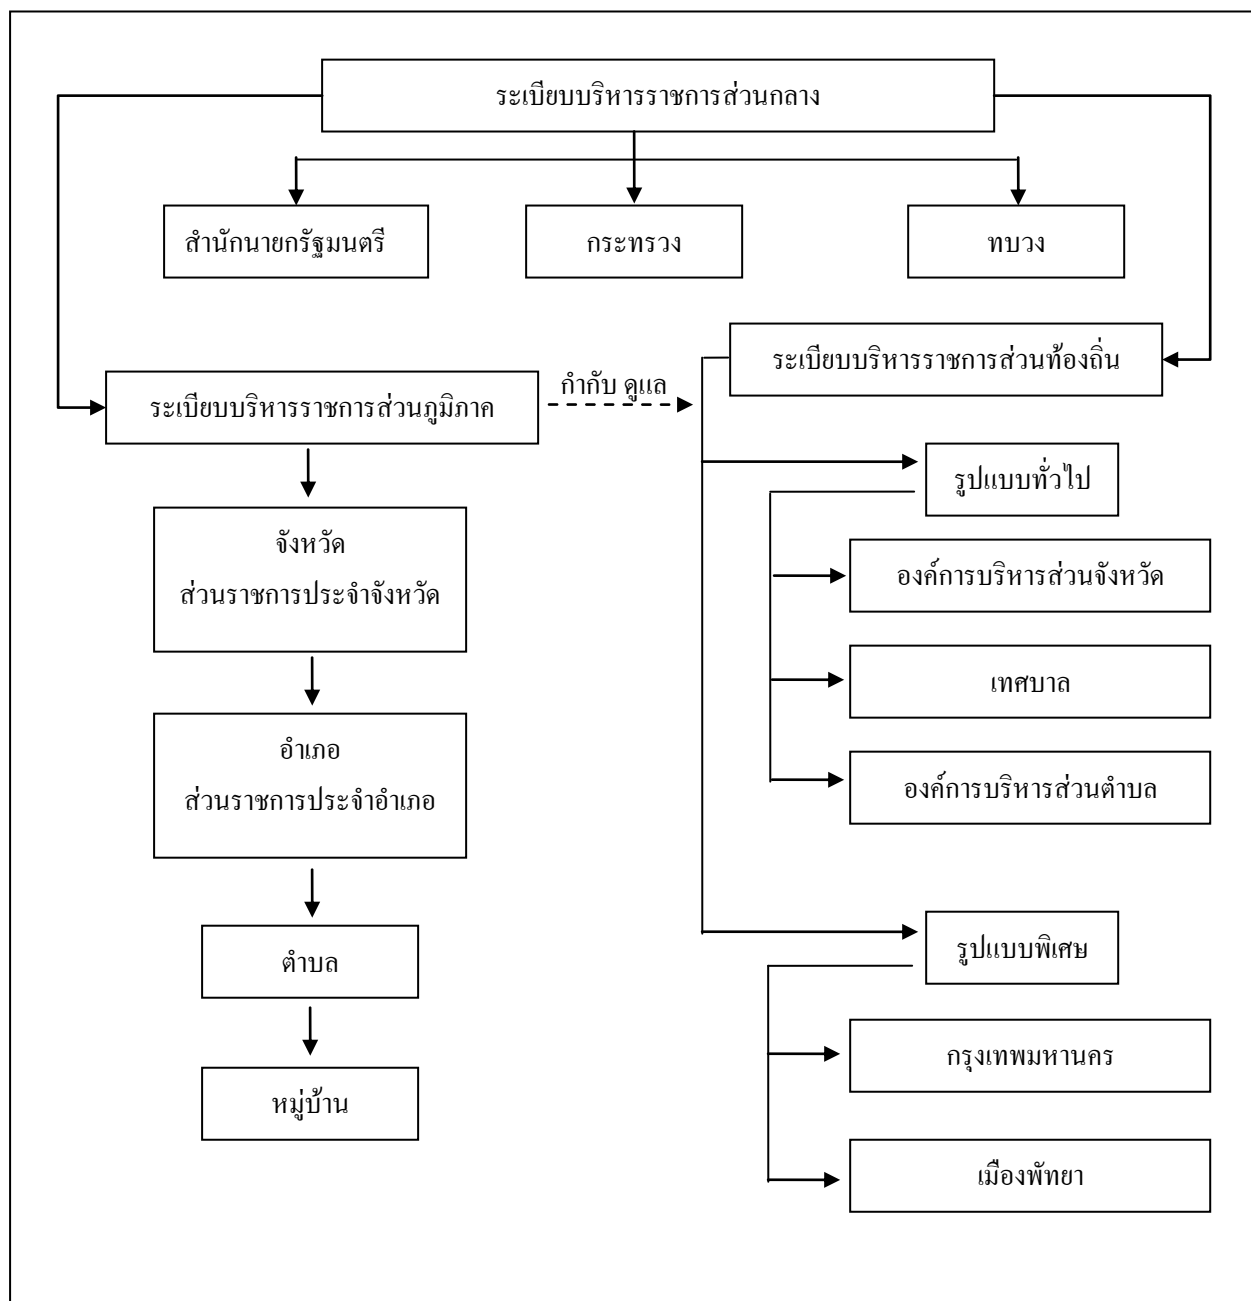 ระเบียบบริหารราชการส่วนกลาง
สำนักนายกรัฐมนตรี
กระทรวง
ทบวง
ระเบียบบริหารราชการส่วนท้องถิ่น
กำกับ ดูแล
ระเบียบบริหารราชการส่วนภูมิภาค
รูปแบบทั่วไป
จังหวัด
ส่วนราชการประจำจังหวัด
องค์การบริหารส่วนจังหวัด
เทศบาล
อำเภอ
ส่วนราชการประจำอำเภอ
องค์การบริหารส่วนตำบล
ตำบล
รูปแบบพิเศษ
กรุงเทพมหานคร
หมู่บ้าน
เมืองพัทยา